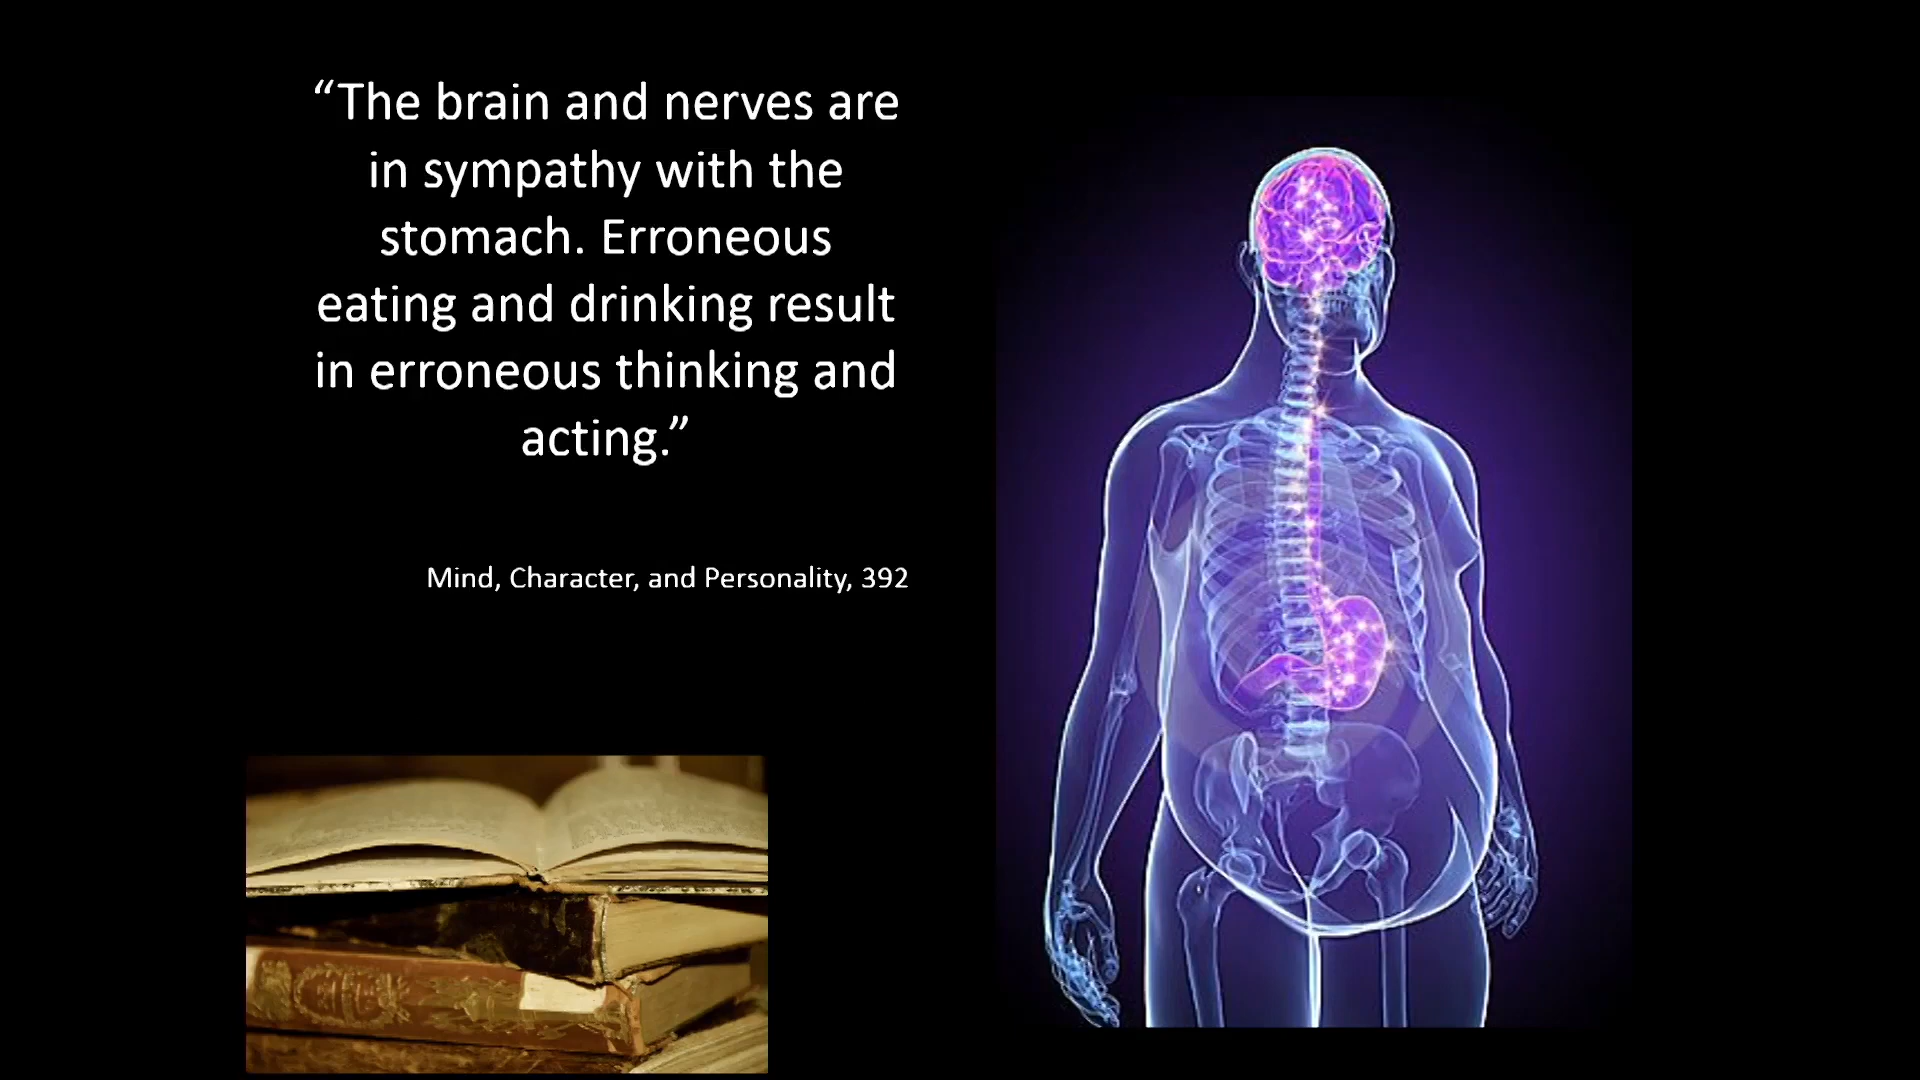 “The brain and nerves are
in sympathy with the
stomach. Erroneous
eating and drinking result
in erroneous thinking and
acting.”
Mind, Character, and Personality, 392